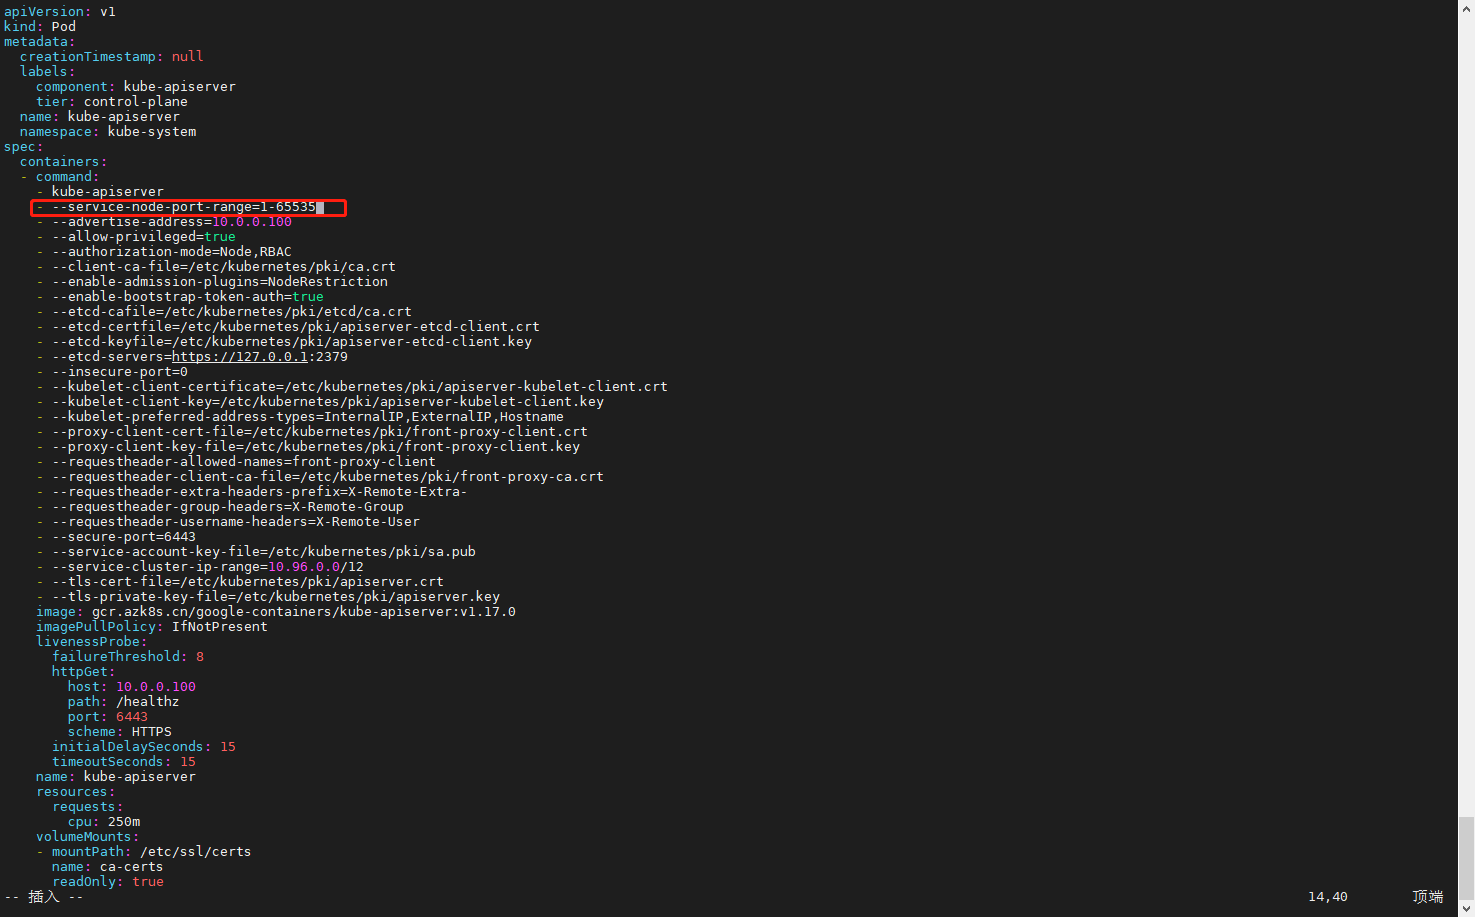 apiVersion: v1
kind: Pod
metadata:
  creationTimestamp: null
  labels:
    component: kube-apiserver
    tier: control-plane
  name: kube-apiserver
  namespace: kube-system
spec:
  containers:
  - command:
    - kube-apiserver
    - --service-node-port-range=1-65535
    - --advertise-address=10.0.0.100
    - --allow-privileged=true
    - --authorization-mode=Node,RBAC
    - --client-ca-file=/etc/kubernetes/pki/ca.crt
    - --enable-admission-plugins=NodeRestriction
    - --enable-bootstrap-token-auth=true
    - --etcd-cafile=/etc/kubernetes/pki/etcd/ca.crt
    - --etcd-certfile=/etc/kubernetes/pki/apiserver-etcd-client.crt
    - --etcd-keyfile=/etc/kubernetes/pki/apiserver-etcd-client.key
    - --etcd-servers=https://127.0.0.1:2379
    - --insecure-port=0
    - --kubelet-client-certificate=/etc/kubernetes/pki/apiserver-kubelet-client.crt
    - --kubelet-client-key=/etc/kubernetes/pki/apiserver-kubelet-client.key
    - --kubelet-preferred-address-types=InternalIP,ExternalIP,Hostname
    - --proxy-client-cert-file=/etc/kubernetes/pki/front-proxy-client.crt
    - --proxy-client-key-file=/etc/kubernetes/pki/front-proxy-client.key
    - --requestheader-allowed-names=front-proxy-client
    - --requestheader-client-ca-file=/etc/kubernetes/pki/front-proxy-ca.crt
    - --requestheader-extra-headers-prefix=X-Remote-Extra-
    - --requestheader-group-headers=X-Remote-Group
    - --requestheader-username-headers=X-Remote-User
    - --secure-port=6443
    - --service-account-key-file=/etc/kubernetes/pki/sa.pub
    - --service-cluster-ip-range=10.96.0.0/12
    - --tls-cert-file=/etc/kubernetes/pki/apiserver.crt
    - --tls-private-key-file=/etc/kubernetes/pki/apiserver.key
    image: gcr.azk8s.cn/google-containers/kube-apiserver:v1.17.0
    imagePullPolicy: IfNotPresent
    livenessProbe:
      failureThreshold: 8
      httpGet:
        host: 10.0.0.100
        path: /healthz
        port: 6443
        scheme: HTTPS
      initialDelaySeconds: 15
      timeoutSeconds: 15
    name: kube-apiserver
    resources:
      requests:
        cpu: 250m
    volumeMounts:
    - mountPath: /etc/ssl/certs
      name: ca-certs
      readOnly: true
-- 插入 -- 14,40 顶端